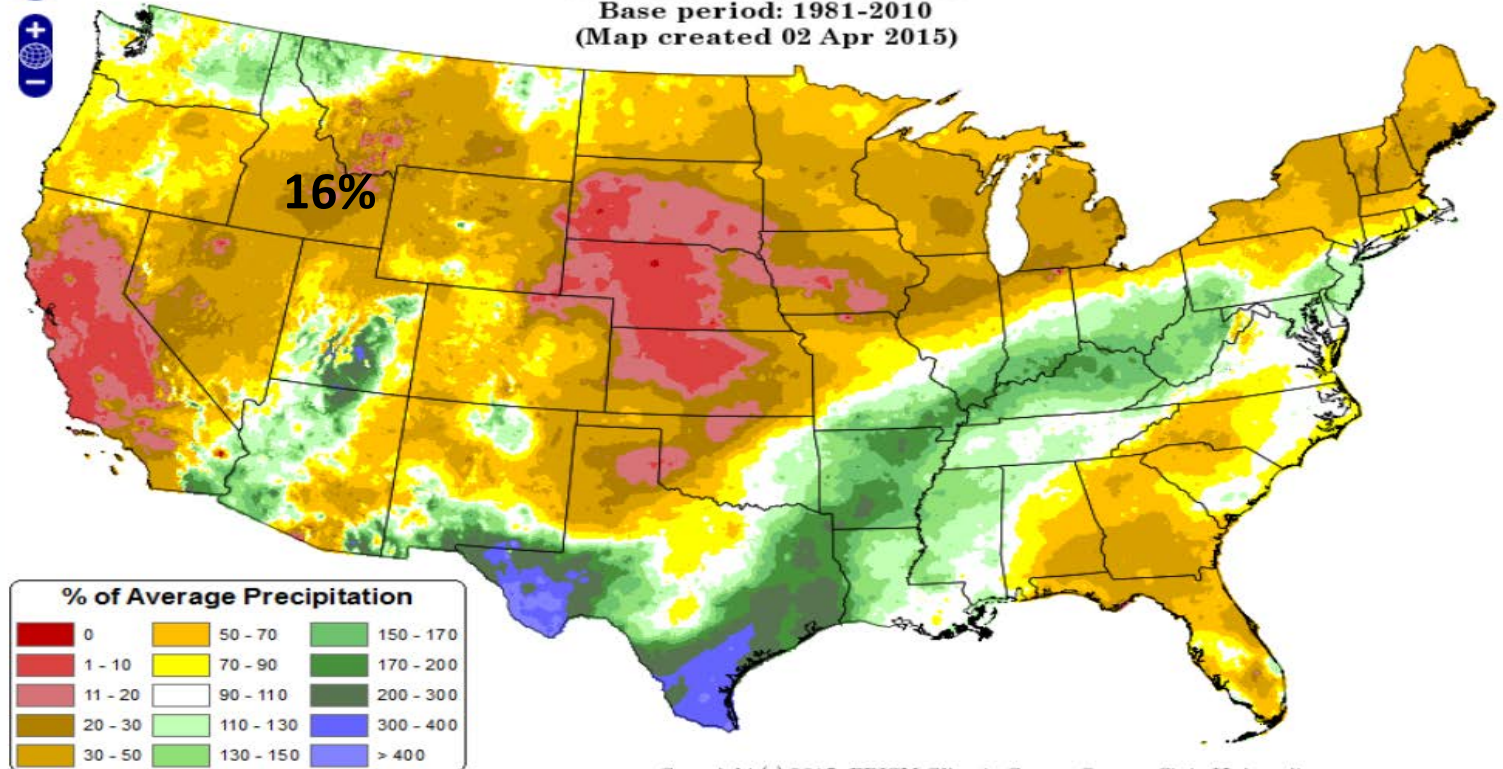 Base period: 1981-2010
(Map created 02 Apr 2015)
16%
% of Average Precipitation
0
1 - 10
11 - 20
20 - 30
30 - 50
50 - 70
70 - 90
90 - 110
110 - 130
130 - 150
150 - 170
170 - 200
200 - 300
300 - 400
> 400